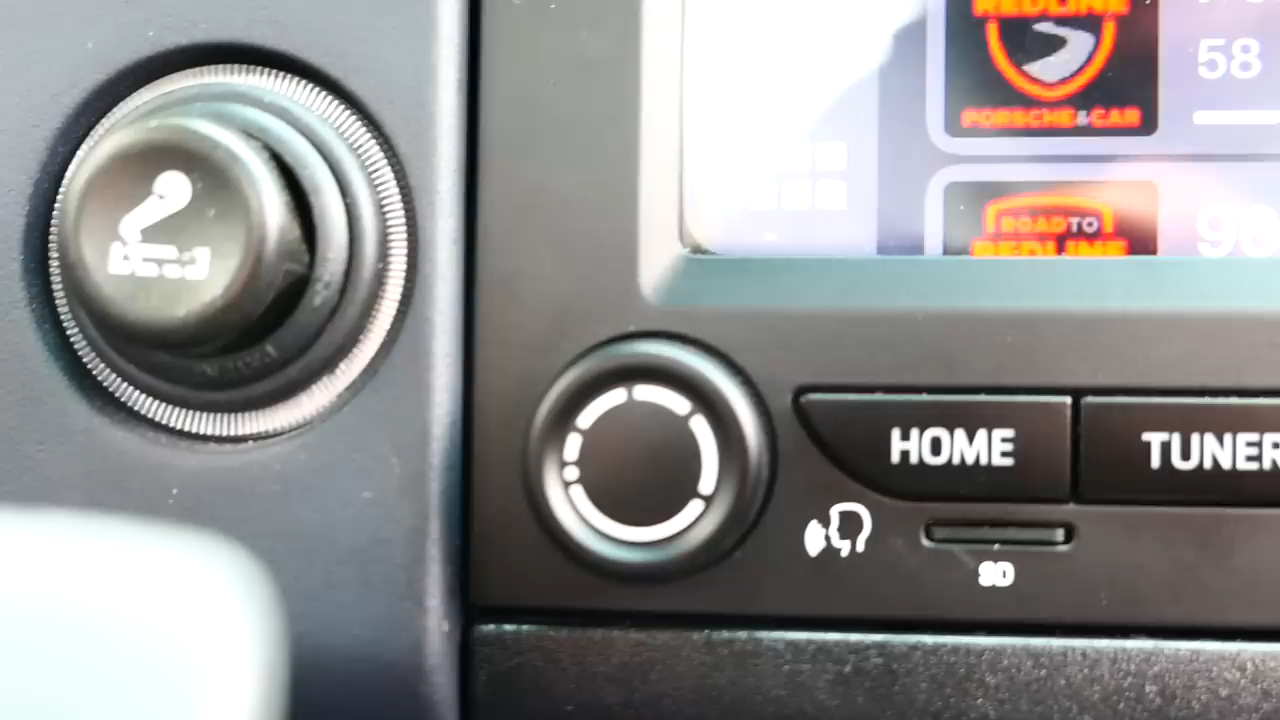 REDLINE
PORSCHE&CAR
58
ROAD TO
REDLINE
HOME
TUNER
SD